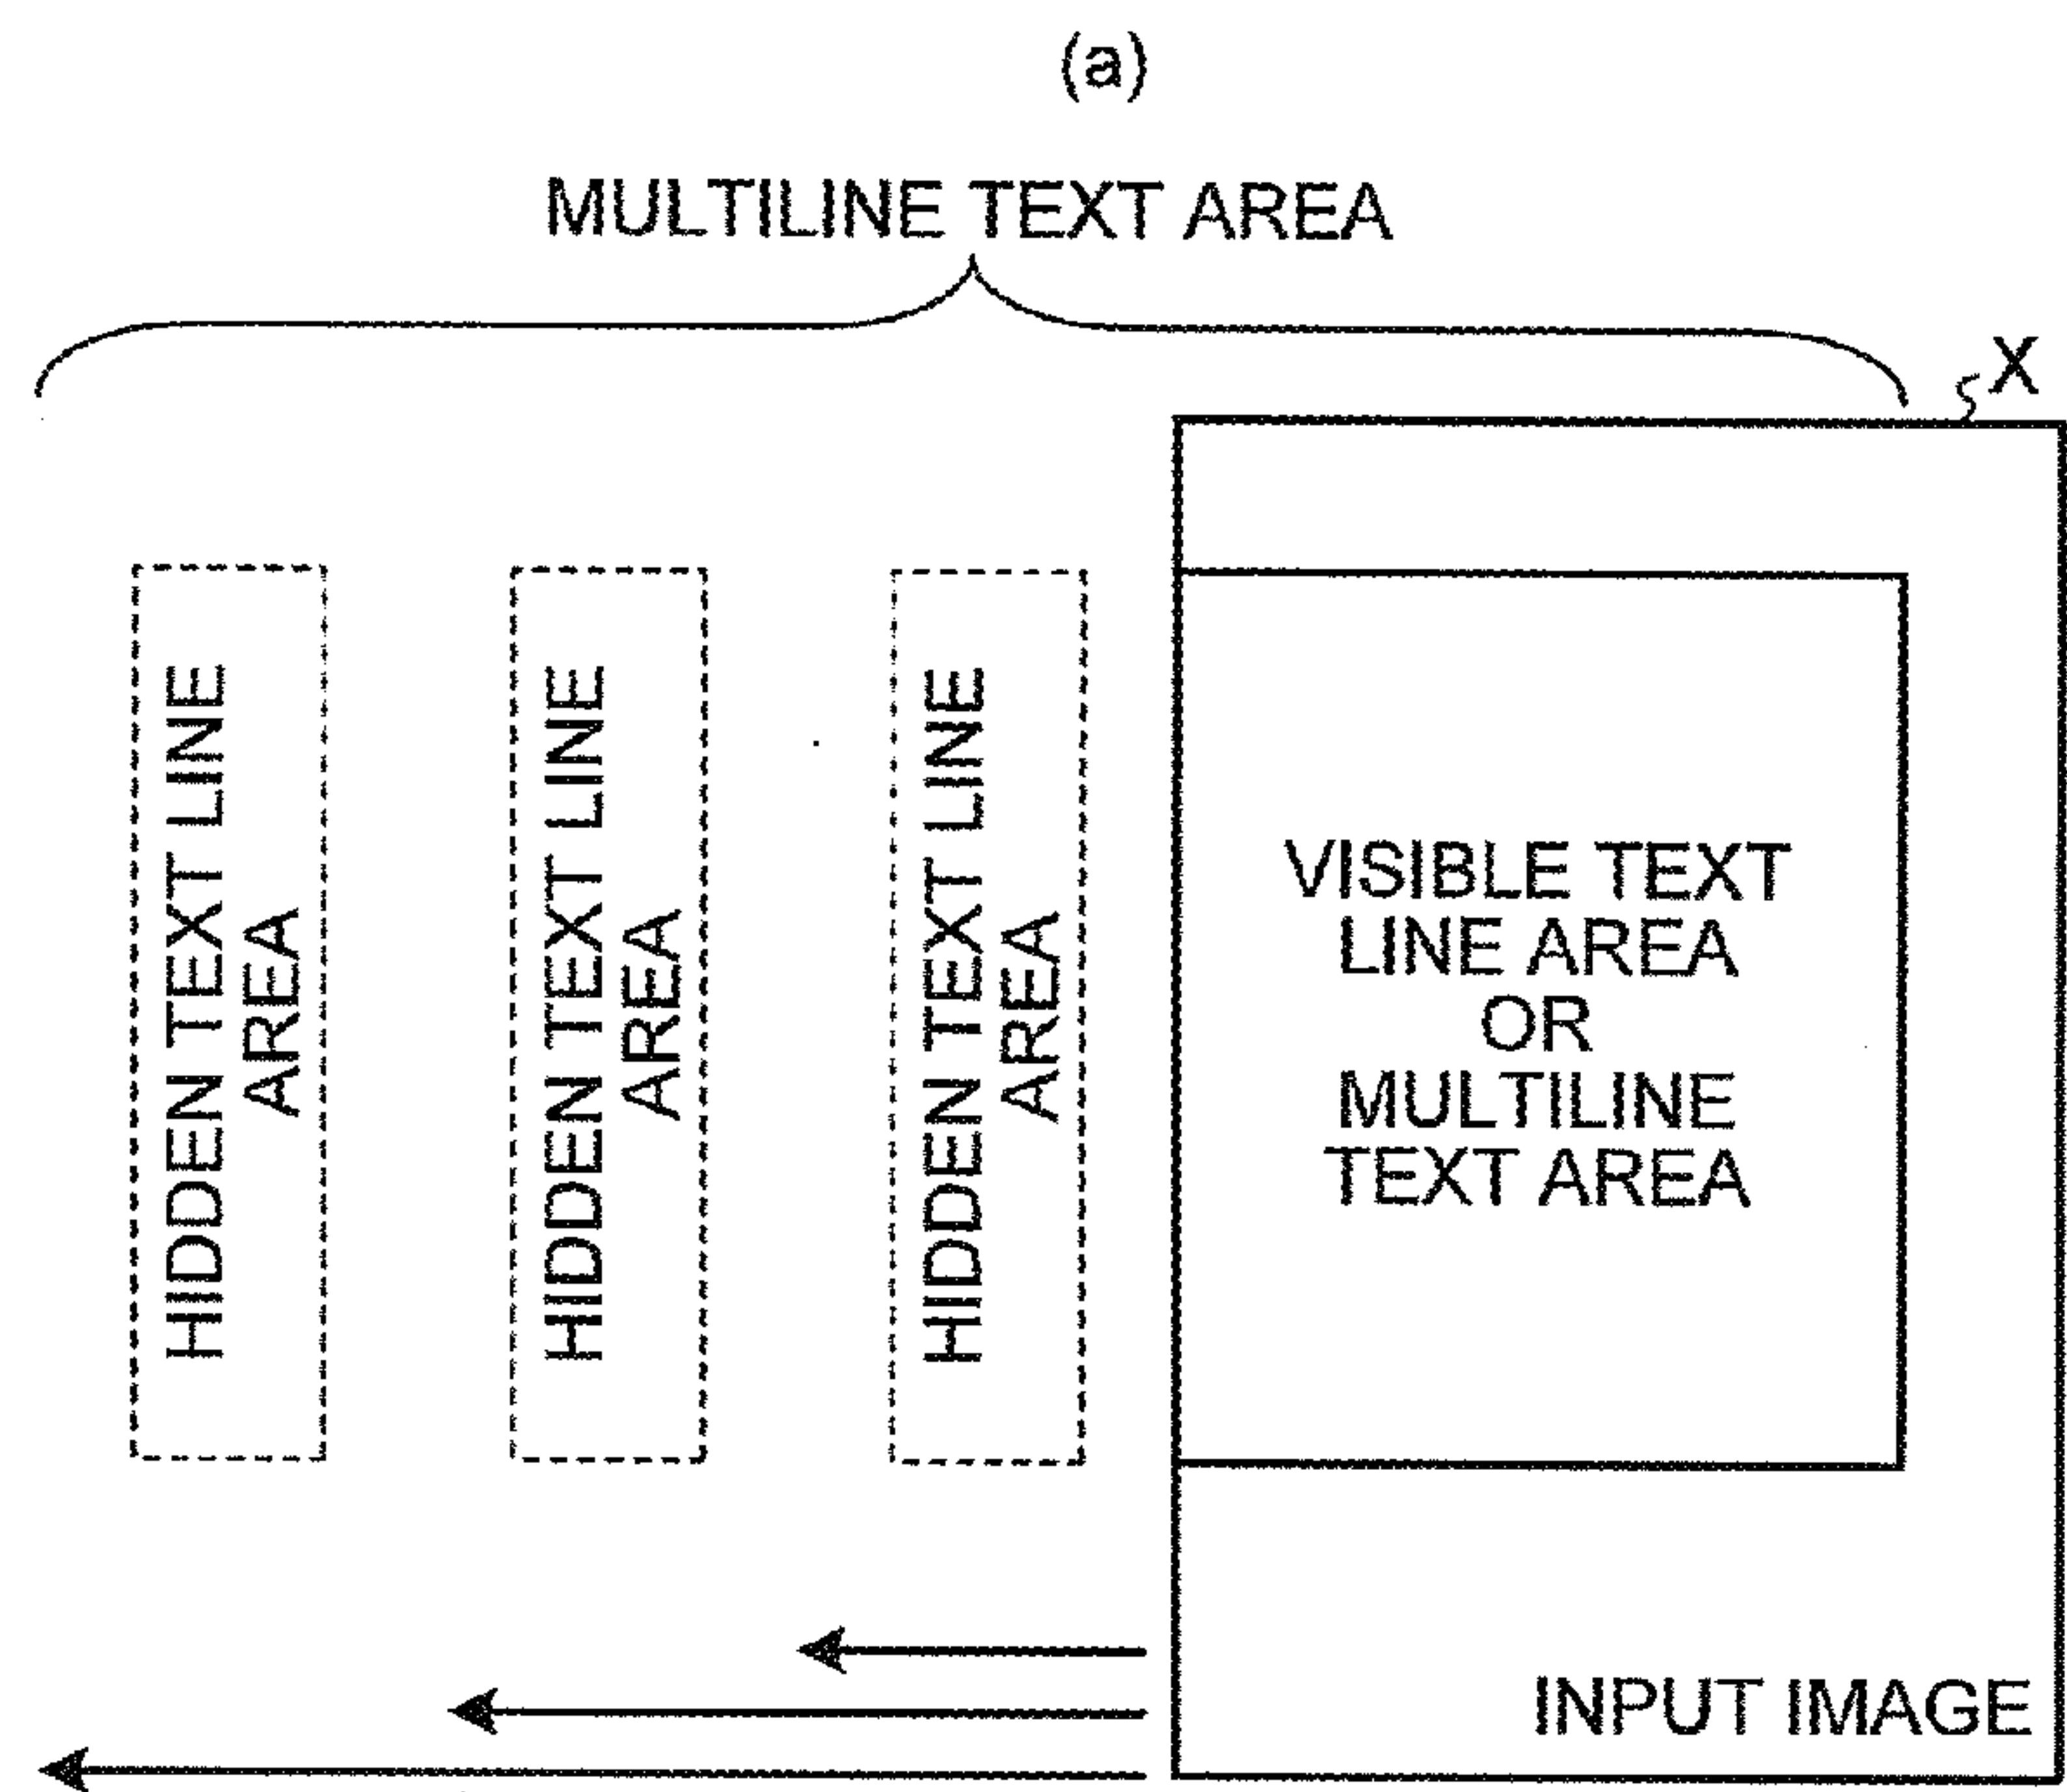 (a)
MULTILINE TEXT AREA
X
HIDDEN TEXT LINE
AREA
HIDDEN TEXT LINE
AREA
HIDDEN TEXT LINE
AREA
VISIBLE TEXT
LINE AREA
OR
MULTILINE
TEXT AREA
INPUT IMAGE